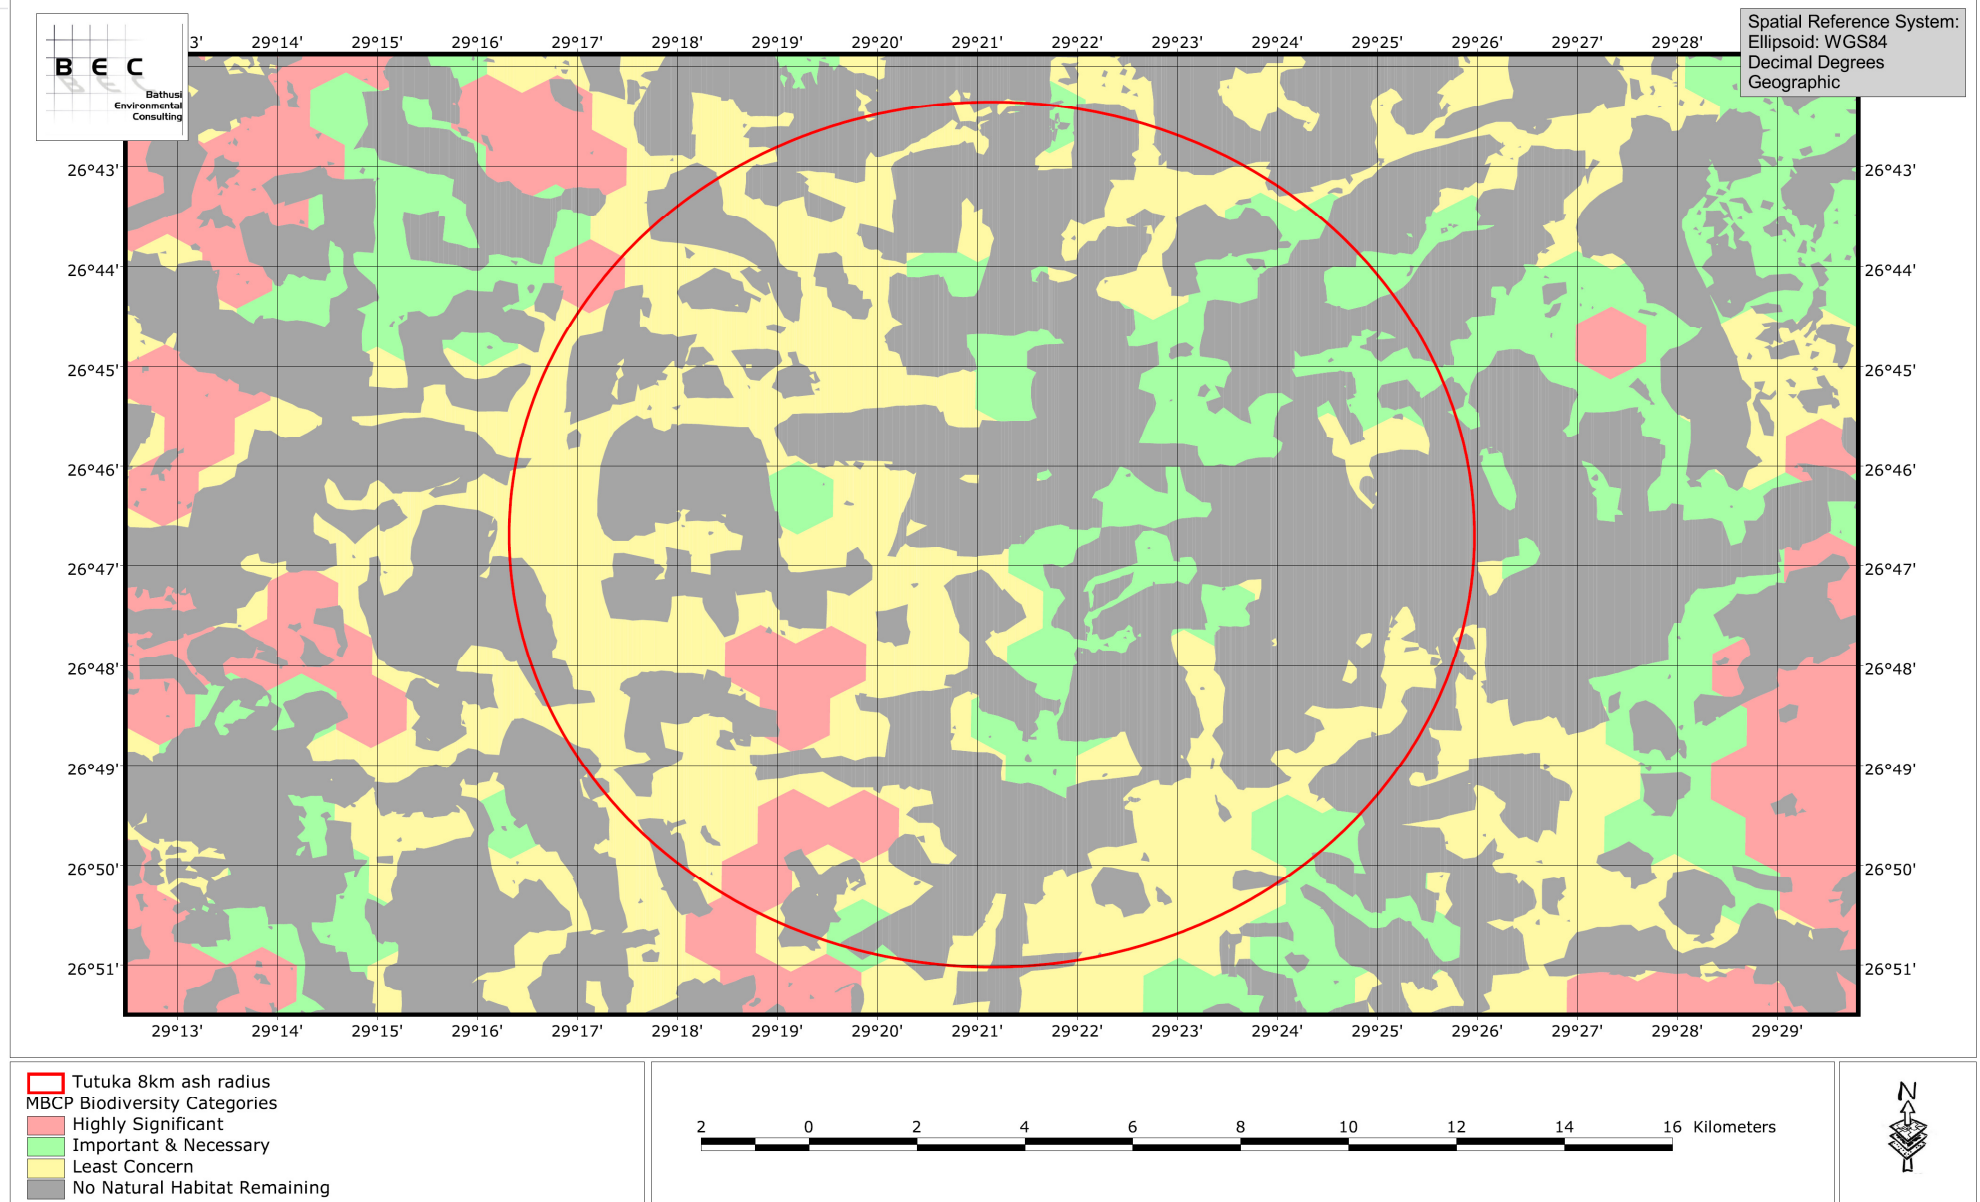 B E C
Bathusi
Environmental
Consulting
Spatial Reference System:
Ellipsoid: WGS84
Decimal Degrees
Geographic
3' 29°14' 29°15' 29°16' 29°17' 29°18' 29°19' 29°20' 29°21' 29°22' 29°23' 29°24' 29°25' 29°26' 29°27' 29°28'
26°43' 26°43'
26°44' 26°44'
26°45' 26°45'
26°46' 26°46'
26°47' 26°47'
26°48' 26°48'
26°49' 26°49'
26°50' 26°50'
26°51' 26°51'
29°13' 29°14' 29°15' 29°16' 29°17' 29°18' 29°19' 29°20' 29°21' 29°22' 29°23' 29°24' 29°25' 29°26' 29°27' 29°28' 29°29'
Tutuka 8km ash radius
MBCP Biodiversity Categories
Highly Significant
Important & Necessary
Least Concern
No Natural Habitat Remaining
2 0 2 4 6 8 10 12 14 16 Kilometers
N